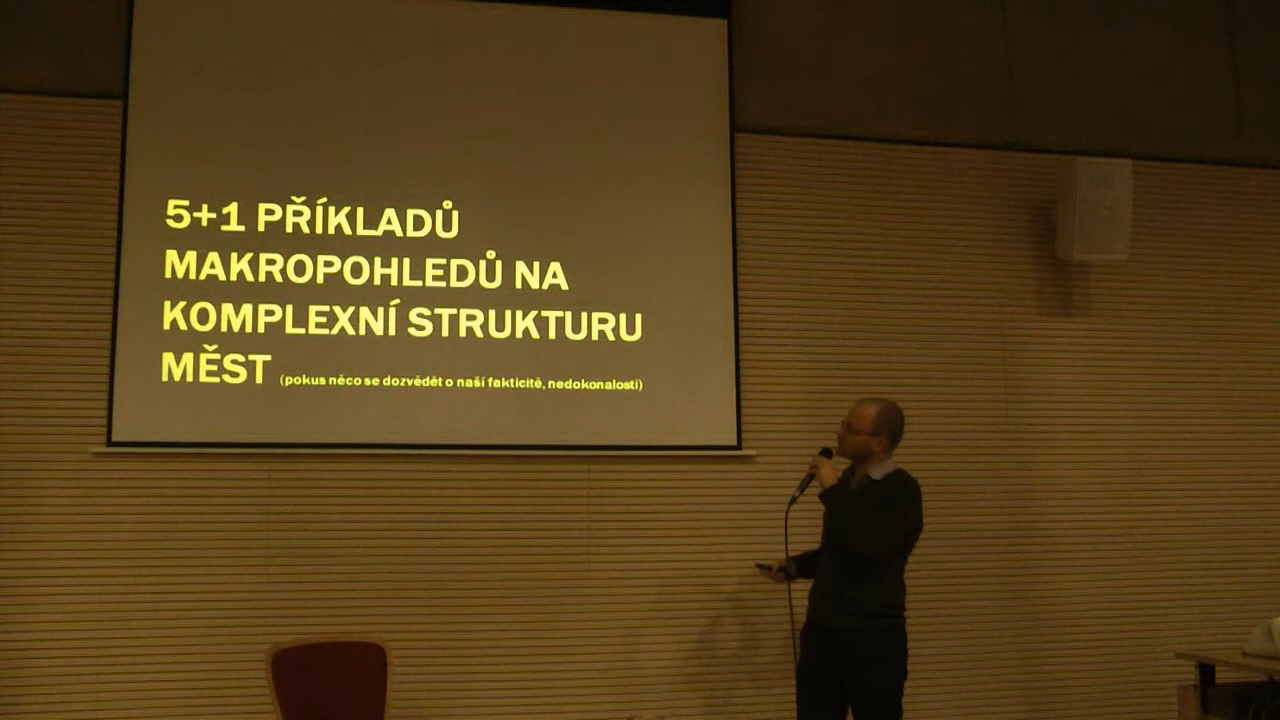 5+1 PŘÍKLADŮ
MAKROPOHLEDŮ NA
KOMPLEXNÍ STRUKTURU
MĚST (pokus něco se dozvědět o naší fakticitě, nedokonalosti)